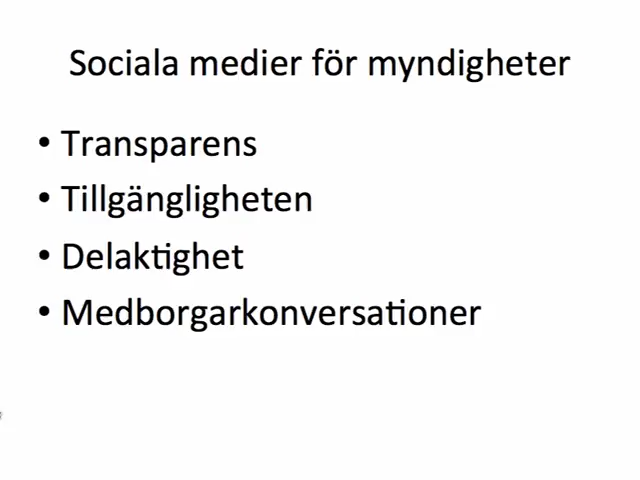 Sociala medier för myndigheter
• Transparens
• Tillgängligheten
• Delaktighet
• Medborgarkonversationer